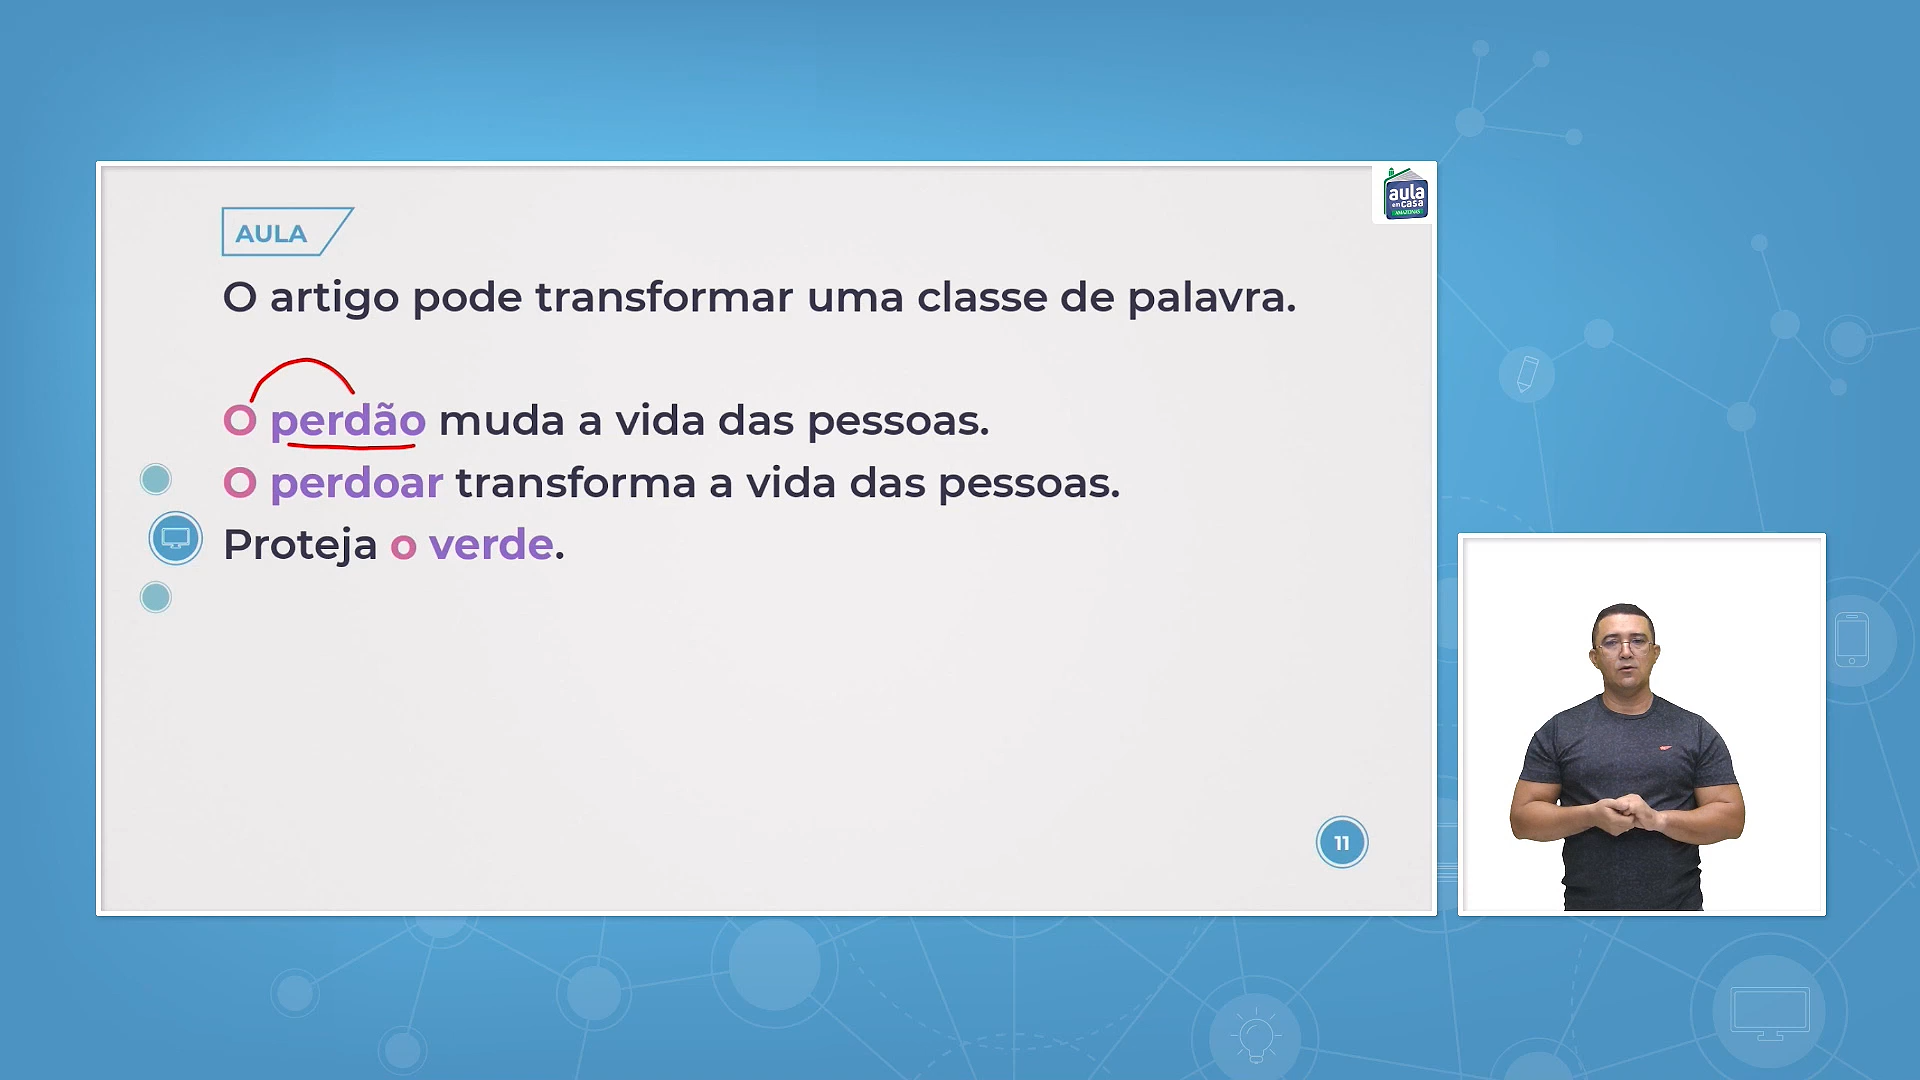 aula
em casa
AMAZONAS
AULA
O artigo pode transformar uma classe de palavra.
O perdão muda a vida das pessoas.
O perdoar transforma a vida das pessoas.
Proteja o verde.
11